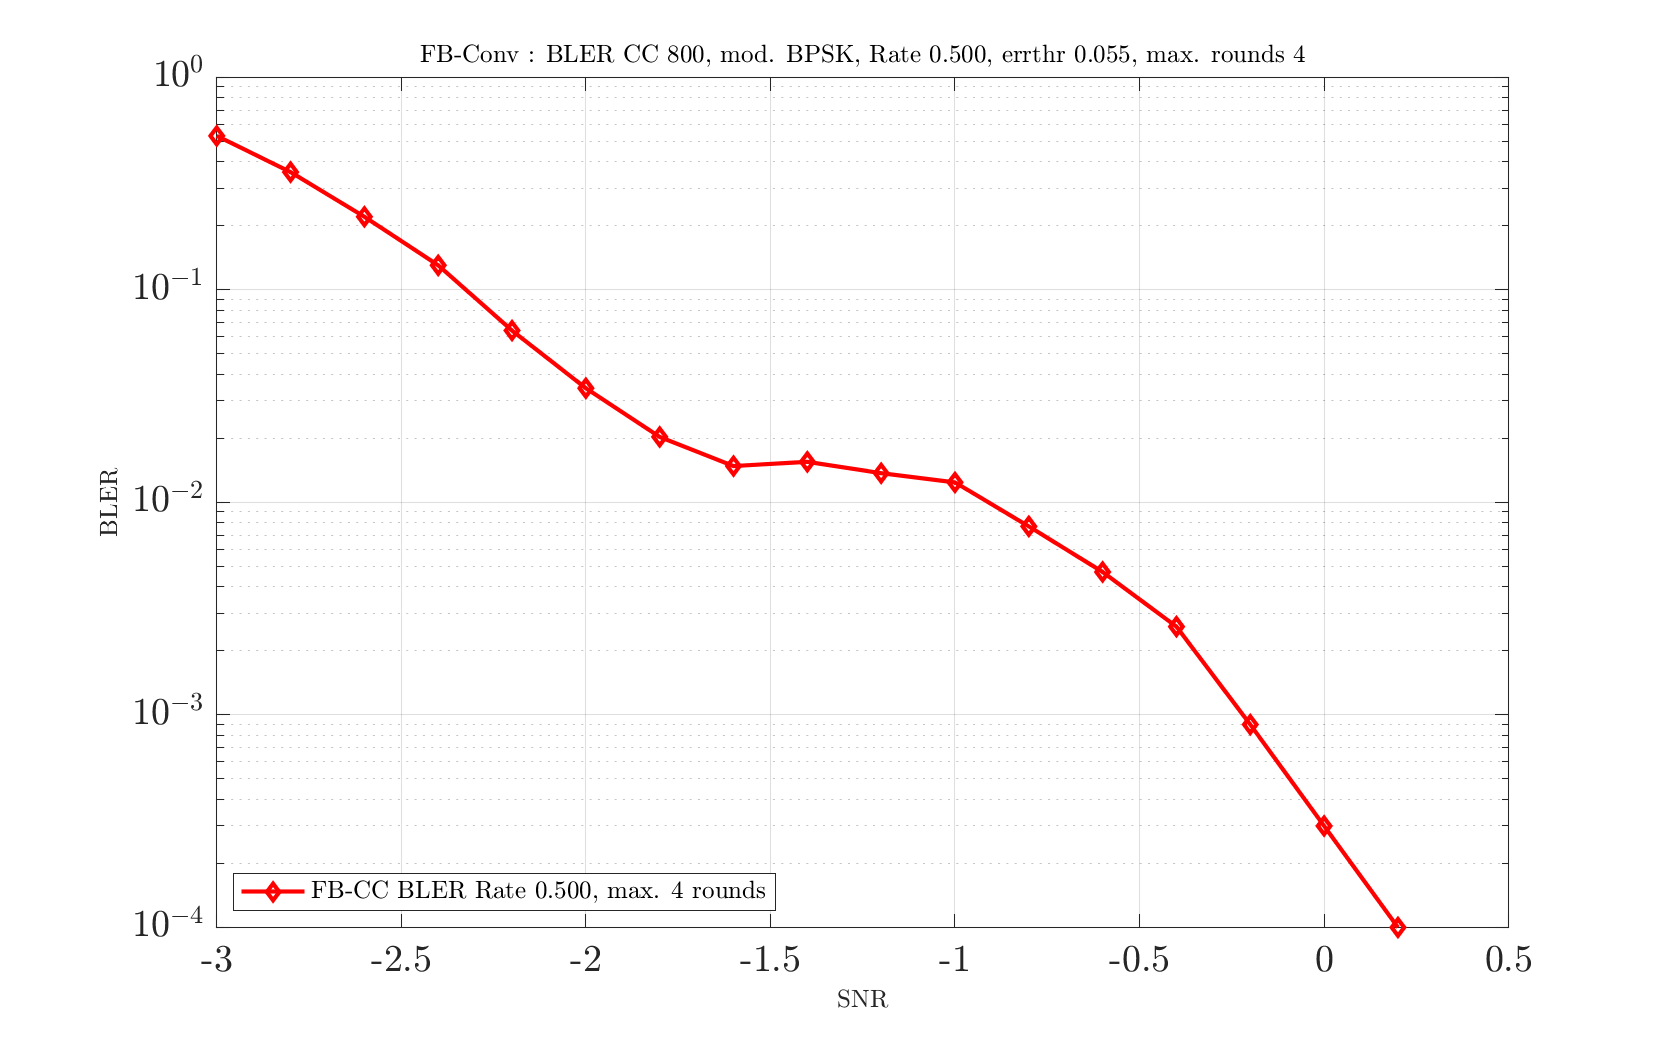 FB-Conv : BLER CC 800, mod. BPSK, Rate 0.500, errthr 0.055, max. rounds 4
10^0
10^{-1}
10^{-2}
10^{-3}
10^{-4}
BLER
FB-CC BLER Rate 0.500, max. 4 rounds
-3 -2.5 -2 -1.5 -1 -0.5 0 0.5
SNR